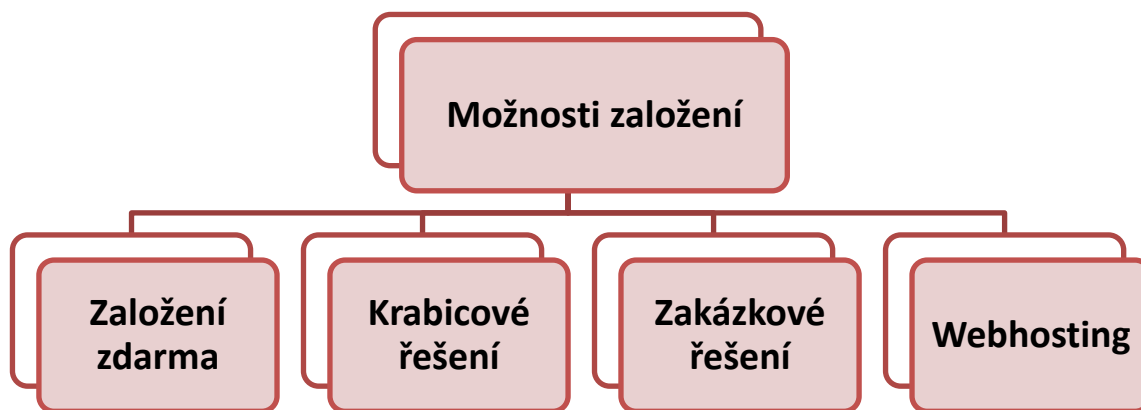 Možnosti založení
Založení
zdarma
Krabicové
řešení
Zakázkové
řešení
Webhosting